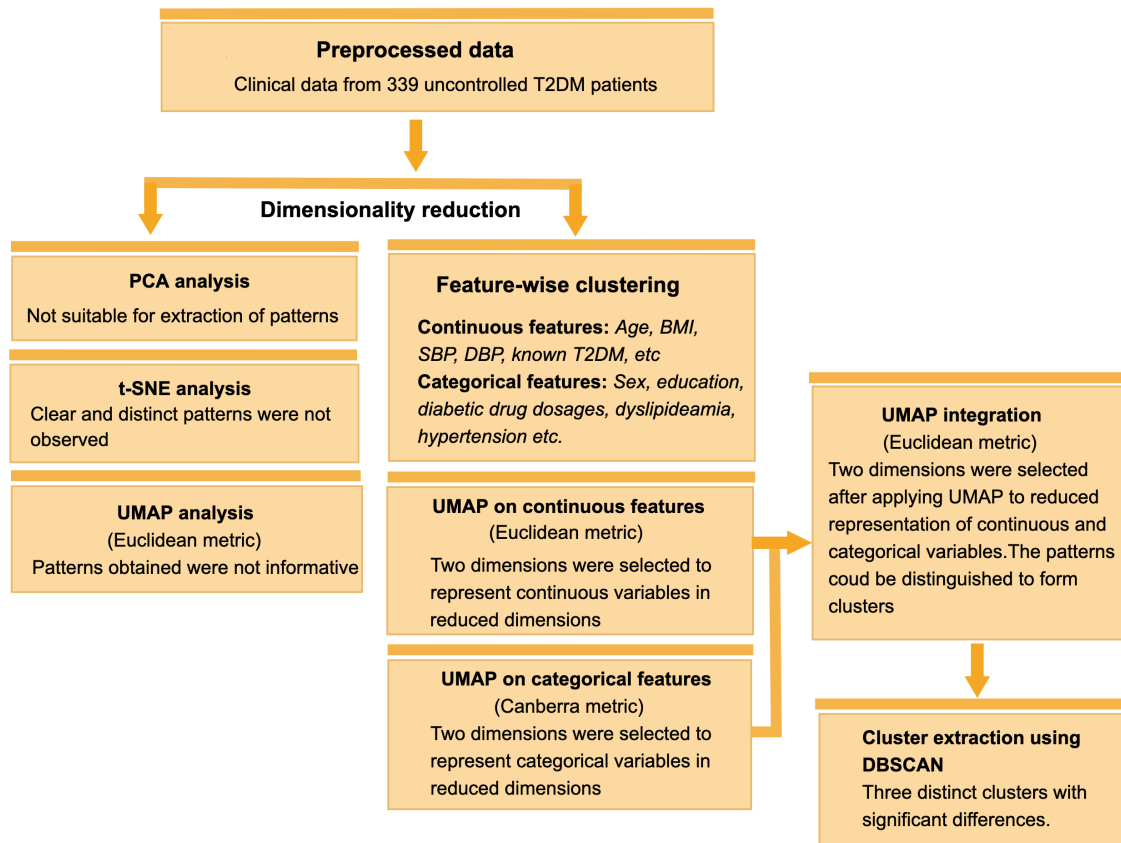 Preprocessed data
Clinical data from 339 uncontrolled T2DM patients
Dimensionality reduction
PCA analysis
Not suitable for extraction of patterns
t-SNE analysis
Clear and distinct patterns were not
observed
UMAP analysis
(Euclidean metric)
Patterns obtained were not informative
Feature-wise clustering
Continuous features: Age, BMI,
SBP, DBP, known T2DM, etc
Categorical features: Sex, education,
diabetic drug dosages, dyslipideamia,
hypertension etc.
UMAP on continuous features
(Euclidean metric)
Two dimensions were selected to
represent continuous variables in
reduced dimensions
UMAP on categorical features
(Canberra metric)
Two dimensions were selected to
represent categorical variables in
reduced dimensions
UMAP integration
(Euclidean metric)
Two dimensions were selected
after applying UMAP to reduced
representation of continuous and
categorical variables.The patterns
coud be distinguished to form
clusters
Cluster extraction using
DBSCAN
Three distinct clusters with
significant differences.